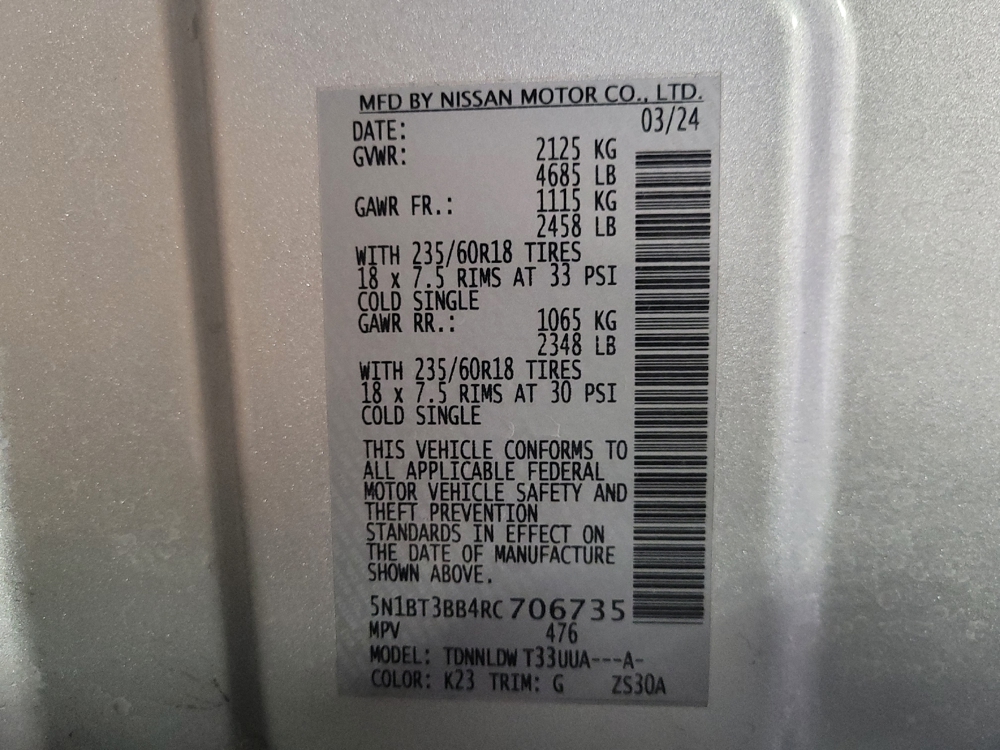 MFD BY NISSAN MOTOR CO., LTD.
DATE: 03/24
GVWR: 2125 KG
4685 LB
GAWR FR.: 1115 KG
2458 LB
WITH 235/60R18 TIRES
18 x 7.5 RIMS AT 33 PSI
COLD SINGLE
GAWR RR.: 1065 KG
2348 LB
WITH 235/60R18 TIRES
18 x 7.5 RIMS AT 30 PSI
COLD SINGLE
THIS VEHICLE CONFORMS TO
ALL APPLICABLE FEDERAL
MOTOR VEHICLE SAFETY AND
THEFT PREVENTION
STANDARDS IN EFFECT ON
THE DATE OF MANUFACTURE
SHOWN ABOVE.
5N1BT3BB4RC706735
MPV 476
MODEL: TDNNLDW T33UUA---A-
COLOR: K23 TRIM: G ZS30A